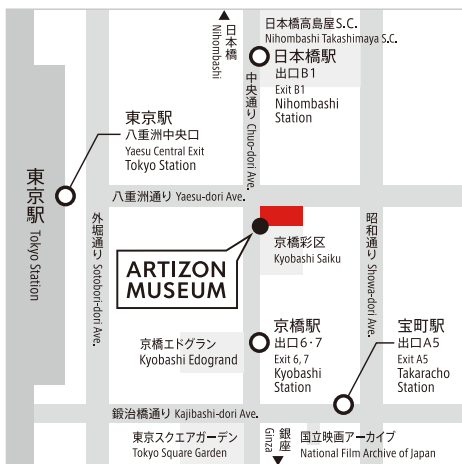 日本橋
Nihombashi
日本橋高島屋S.C.
Nihombashi Takashimaya S.C.
日本橋駅
出口B1
Exit B1
Nihombashi
Station
中央通り Chuo-dori Ave.
東京駅
八重洲中央口
Yaesu Central Exit
Tokyo Station
東京駅 Tokyo Station
八重洲通り Yaesu-dori Ave.
外堀通り Sotobori-dori Ave.
昭和通り Showa-dori Ave.
京橋彩区
Kyobashi Saiku
ARTIZON
MUSEUM
京橋エドグラン
Kyobashi Edogrand
京橋駅
出口6・7
Exit 6, 7
Kyobashi
Station
宝町駅
出口A5
Exit A5
Takaracho
Station
鍛治橋通り Kajibashi-dori Ave.
東京スクエアガーデン
Tokyo Square Garden
銀座
Ginza
国立映画アーカイブ
National Film Archive of Japan